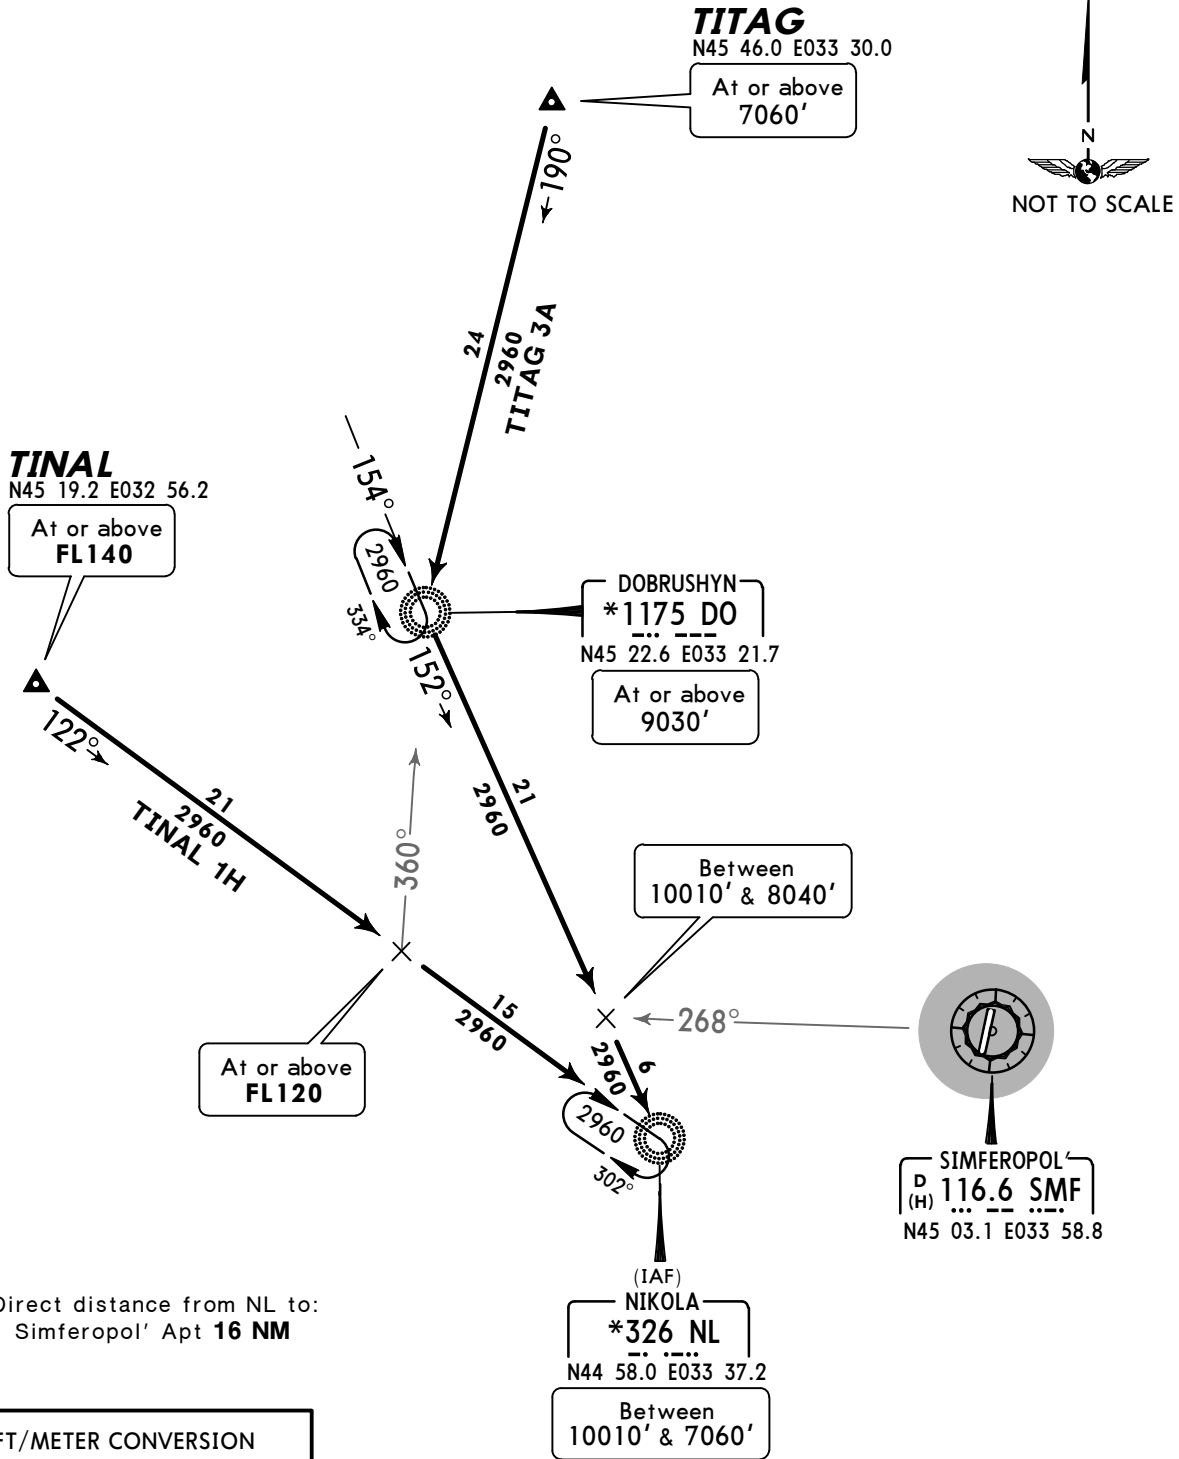 TITAG
N45 46.0 E033 30.0
At or above
7060'
N
NOT TO SCALE
190°
24
2960
TITAG 3A
TINAL
N45 19.2 E032 56.2
At or above
FL140
154°
2960
334°
DOBRUSHYN
*1175 DO
N45 22.6 E033 21.7
At or above
9030'
152°
122°
21
2960
TINAL 1H
21
2960
360°
Between
10010' & 8040'
268°
15
2960
6
2960
At or above
FL120
2960
302°
SIMFEROPOL'
D
(H) 116.6 SMF
N45 03.1 E033 58.8
(IAF)
NIKOLA
*326 NL
N44 58.0 E033 37.2
Between
10010' & 7060'
Direct distance from NL to:
Simferopol' Apt 16 NM
FT/METER CONVERSION